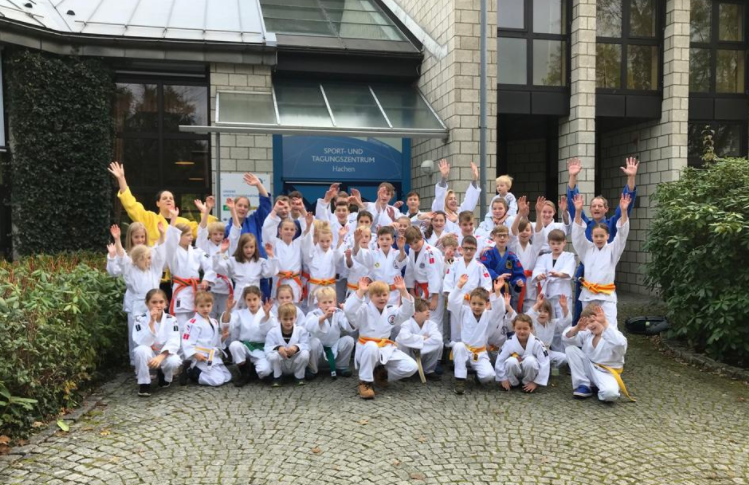 SPORT- UND
TAGUNGSZENTRUM
Hachen